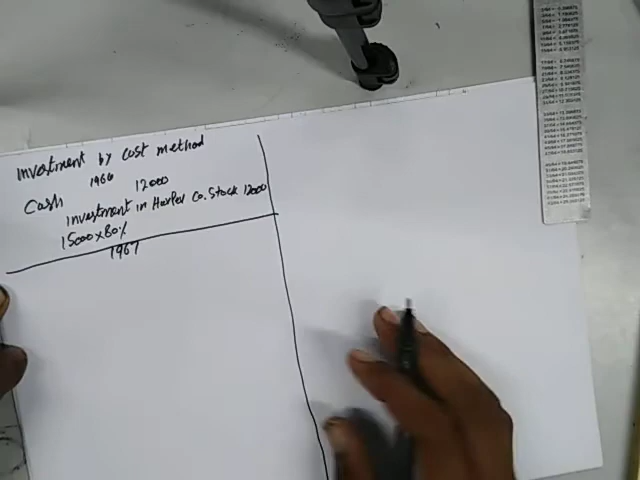 Investment by Cost method
1966
Cash 12000
Investment in Harper Co. Stock 12000
15000x80%
1967